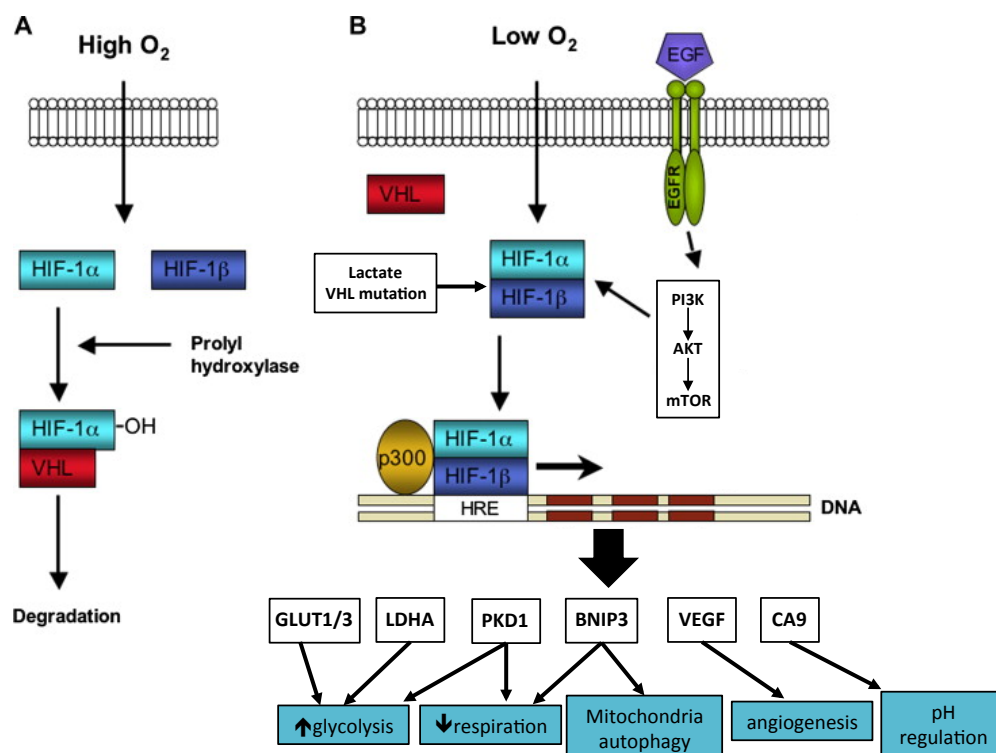 A
High O₂
HIF-1α
HIF-1β
Prolyl
hydroxylase
HIF-1α
-OH
VHL
Degradation
B
Low O₂
EGF
EGFR
VHL
Lactate
VHL mutation
HIF-1α
HIF-1β
PI3K
AKT
mTOR
p300
HIF-1α
HIF-1β
HRE
DNA
GLUT1/3
LDHA
PKD1
BNIP3
VEGF
CA9
↑glycolysis
↓respiration
Mitochondria
autophagy
angiogenesis
pH
regulation